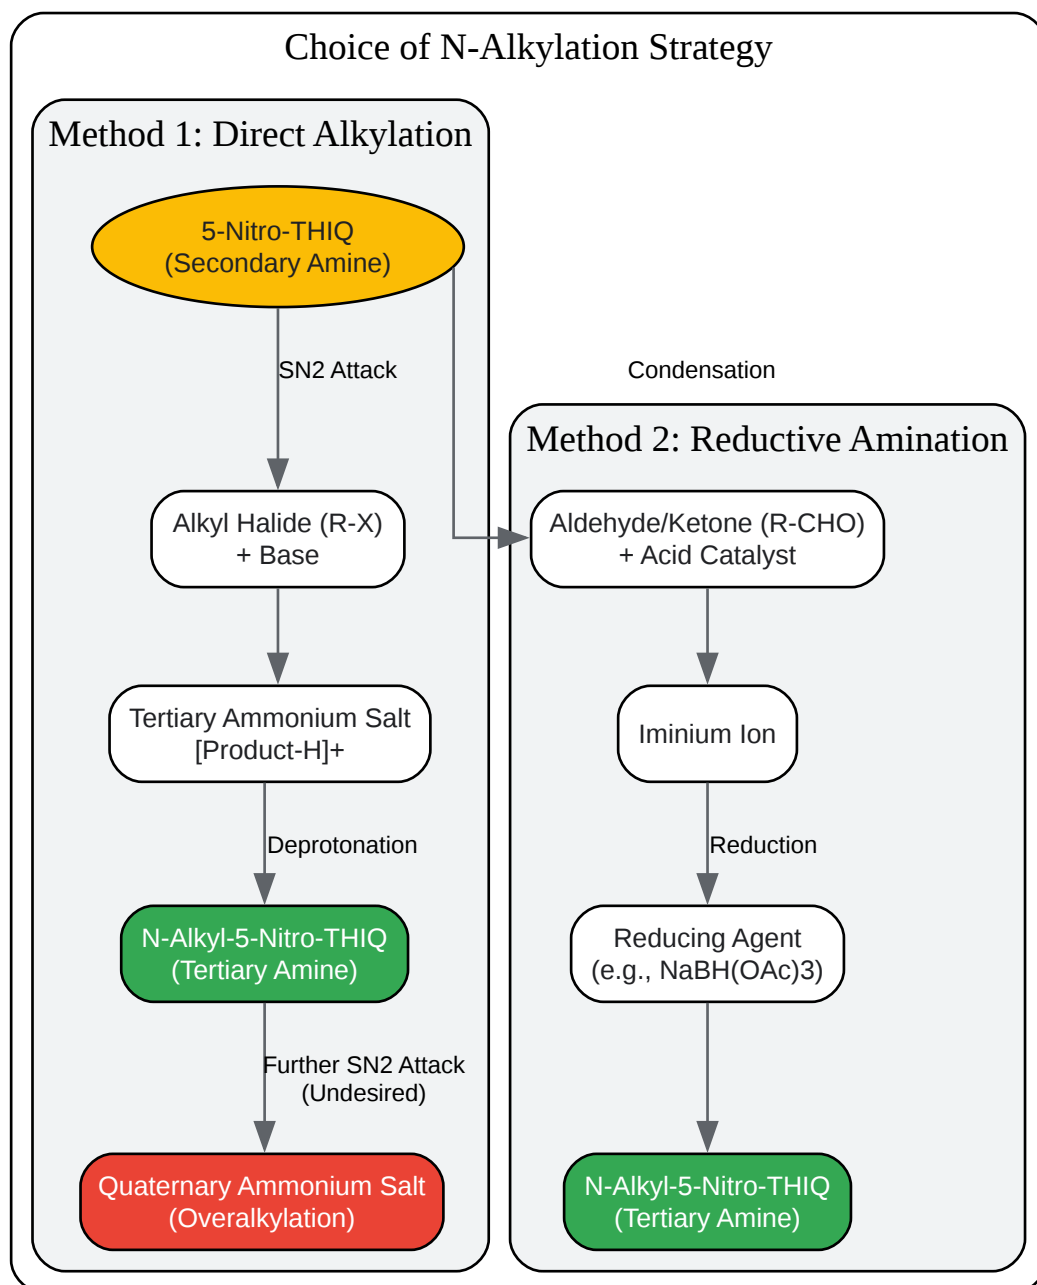 Choice of N-Alkylation Strategy
Method 1: Direct Alkylation
5-Nitro-THIQ
(Secondary Amine)
SN2 Attack
Alkyl Halide (R-X)
+ Base
Tertiary Ammonium Salt
[Product-H]+
Deprotonation
N-Alkyl-5-Nitro-THIQ
(Tertiary Amine)
Further SN2 Attack
(Undesired)
Quaternary Ammonium Salt
(Overalkylation)
Condensation
Method 2: Reductive Amination
Aldehyde/Ketone (R-CHO)
+ Acid Catalyst
Iminium Ion
Reduction
Reducing Agent
(e.g., NaBH(OAc)3)
N-Alkyl-5-Nitro-THIQ
(Tertiary Amine)